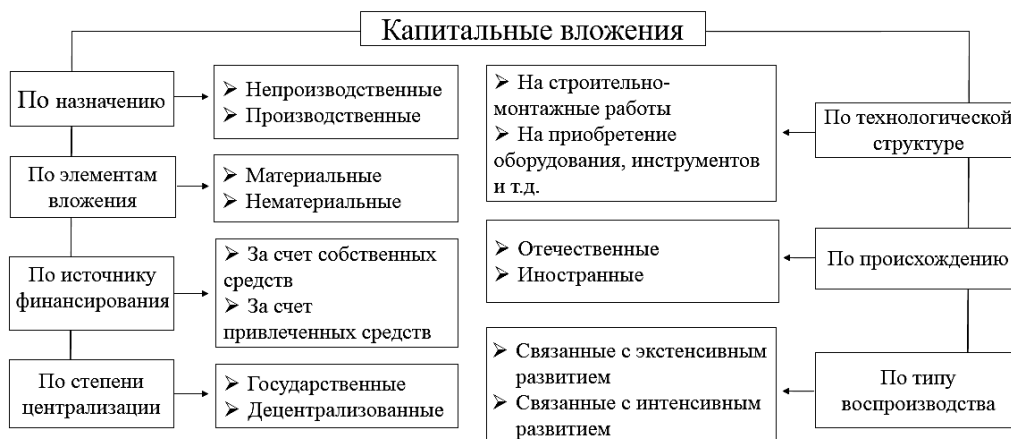 Капитальные вложения
По назначению
➢ Непроизводственные
➢ Производственные
По элементам
вложения
➢ Материальные
➢ Нематериальные
По источнику
финансирования
➢ За счет собственных
средств
➢ За счет
привлеченных средств
По степени
централизации
➢ Государственные
➢ Децентрализованные
➢ На строительно-
монтажные работы
➢ На приобретение
оборудования, инструментов
и т.д.
По технологической
структуре
➢ Отечественные
➢ Иностранные
По происхождению
➢ Связанные с экстенсивным
развитием
➢ Связанные с интенсивным
развитием
По типу
воспроизводства